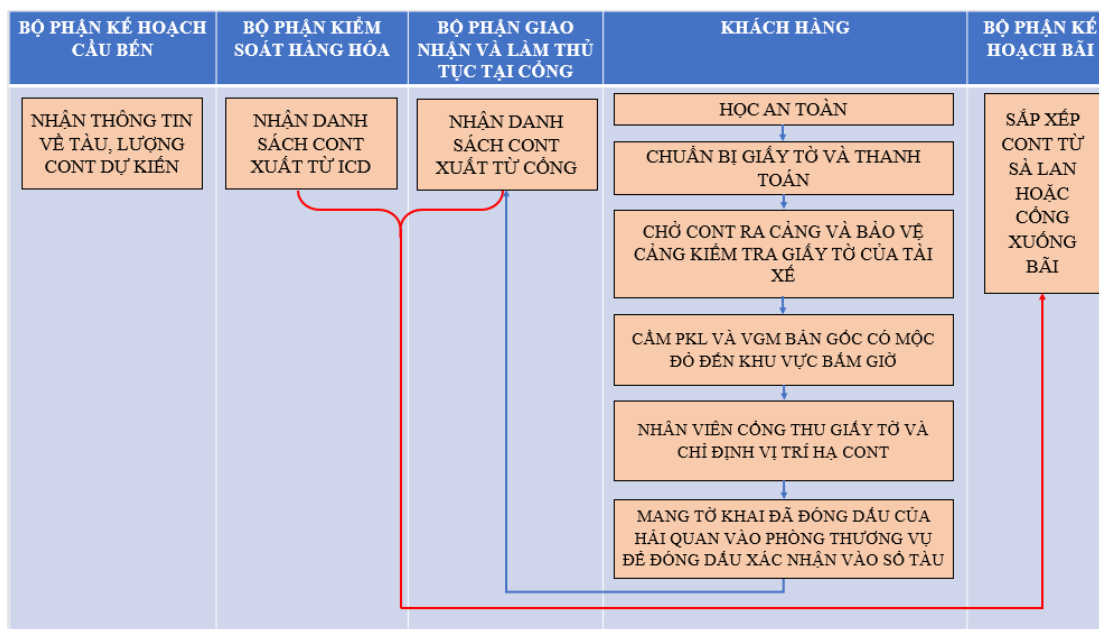 BỘ PHẬN KẾ HOẠCH
CẦU BẾN
BỘ PHẬN KIỂM
SOÁT HÀNG HÓA
BỘ PHẬN GIAO
NHẬN VÀ LÀM THỦ
TỤC TẠI CỔNG
KHÁCH HÀNG
BỘ PHẬN KẾ
HOẠCH BÃI
NHẬN THÔNG TIN
VỀ TÀU, LƯỢNG
CONT DỰ KIẾN
NHẬN DANH
SÁCH CONT
XUẤT TỪ ICD
NHẬN DANH
SÁCH CONT
XUẤT TỪ CỔNG
HỌC AN TOÀN
CHUẨN BỊ GIẤY TỜ VÀ THANH
TOÁN
CHỞ CONT RA CẢNG VÀ BẢO VỆ
CẢNG KIỂM TRA GIẤY TỜ CỦA TÀI
XẾ
CẦM PKL VÀ VGM BẢN GỐC CÓ MỘC
ĐỎ ĐẾN KHU VỰC BẤM GIỜ
NHÂN VIÊN CỔNG THU GIẤY TỜ VÀ
CHỈ ĐỊNH VỊ TRÍ HẠ CONT
MANG TỜ KHAI ĐÃ ĐÓNG DẤU CỦA
HẢI QUAN VÀO PHÒNG THƯƠNG VỤ
ĐỂ ĐÓNG DẤU XÁC NHẬN VÀO SỔ TÀU
SẮP XẾP
CONT TỪ
SÀ LAN
HOẶC
CỔNG
XUỐNG
BÃI